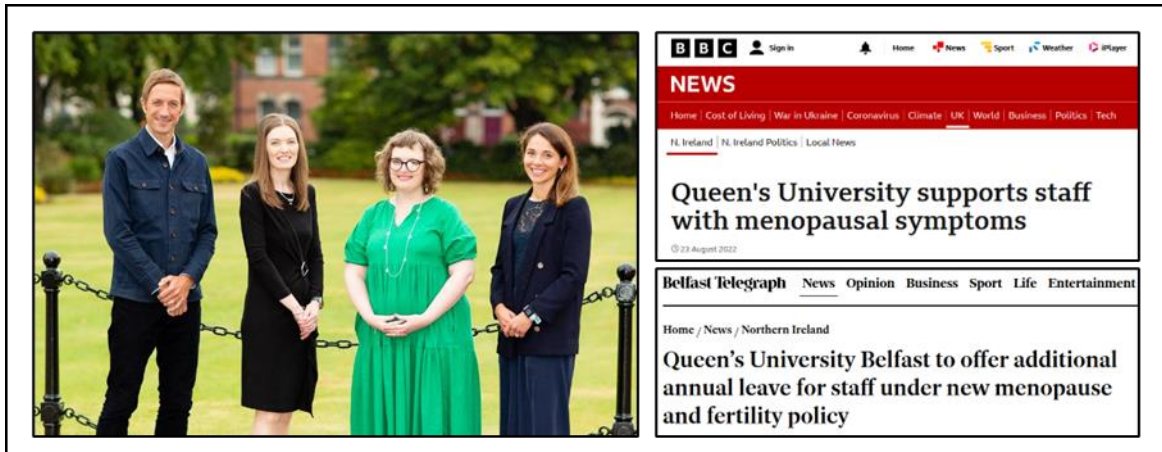 BBC Sign in Home News Sport Weather iPlayer
NEWS
Home | Cost of Living | War in Ukraine | Coronavirus | Climate | UK | World | Business | Politics | Tech
N. Ireland | N. Ireland Politics | Local News
Queen's University supports staff
with menopausal symptoms
23 August 2022
Belfast Telegraph News Opinion Business Sport Life Entertainment
Home / News / Northern Ireland
Queen’s University Belfast to offer additional
annual leave for staff under new menopause
and fertility policy